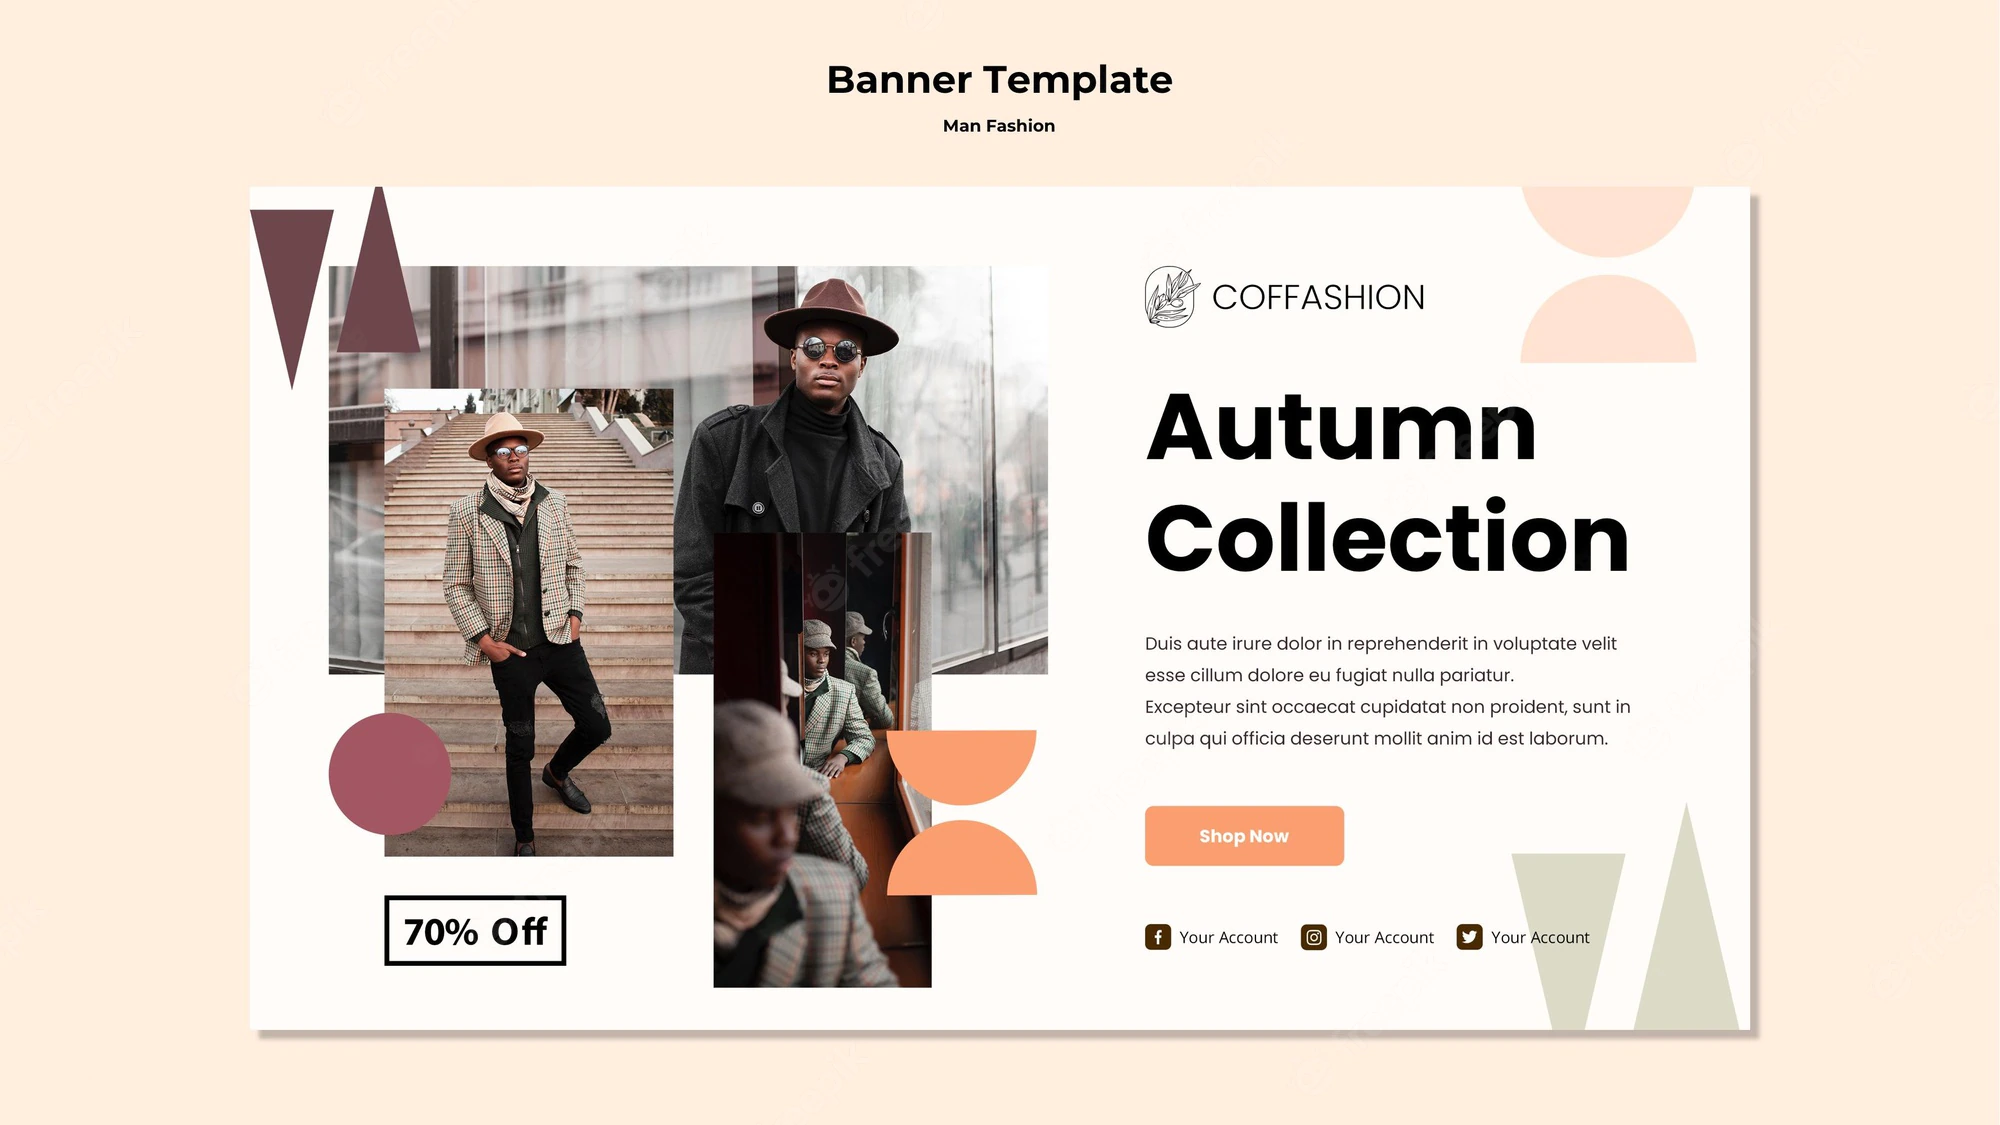 Banner Template
Man Fashion
COFFASHION
Autumn
Collection
Duis aute irure dolor in reprehenderit in voluptate velit
esse cillum dolore eu fugiat nulla pariatur.
Excepteur sint occaecat cupidatat non proident, sunt in
culpa qui officia deserunt mollit anim id est laborum.
Shop Now
70% Off
Your Account Your Account Your Account